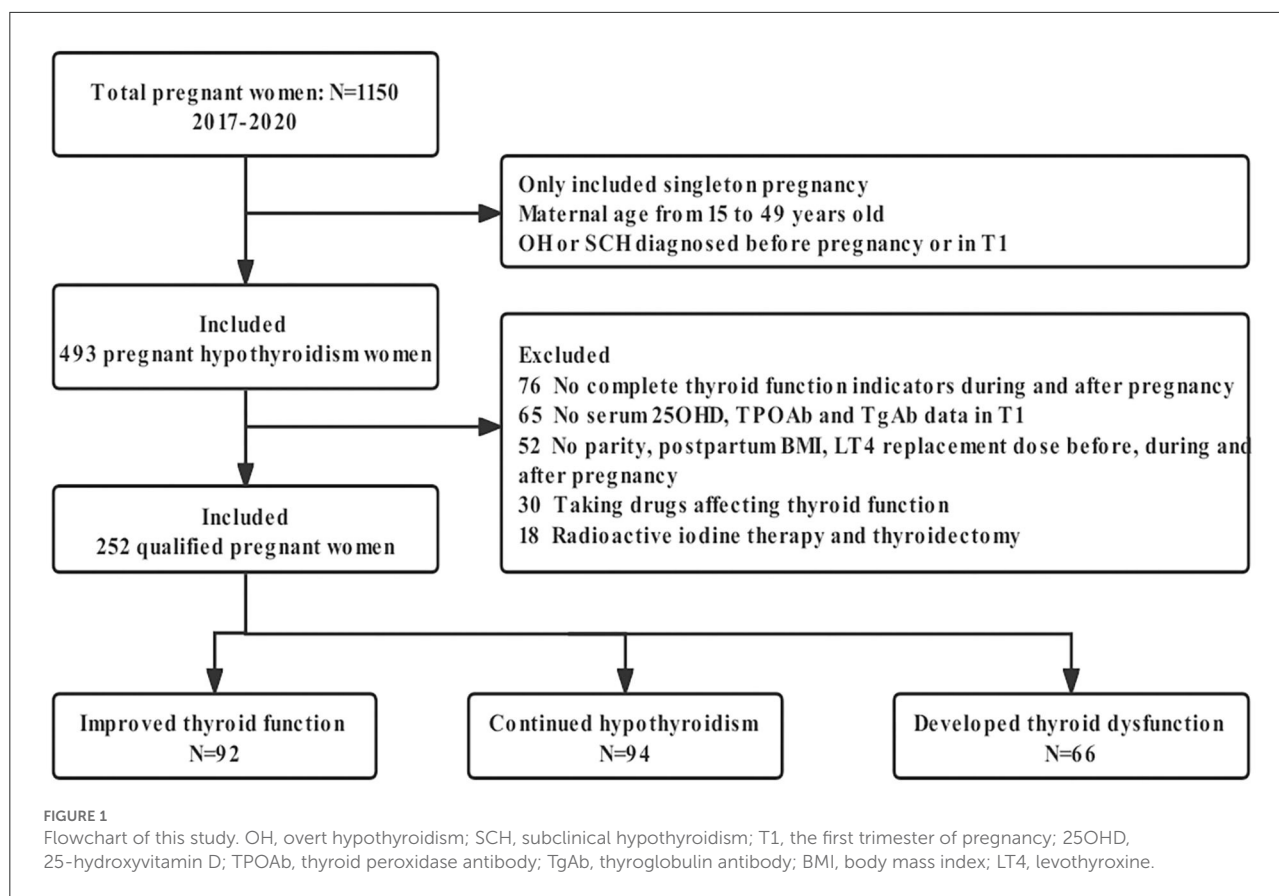 Total pregnant women: N=1150
2017-2020
Only included singleton pregnancy
Maternal age from 15 to 49 years old
OH or SCH diagnosed before pregnancy or in T1
Included
493 pregnant hypothyroidism women
Excluded
76 No complete thyroid function indicators during and after pregnancy
65 No serum 25OHD, TPOAb and TgAb data in T1
52 No parity, postpartum BMI, LT4 replacement dose before, during and
after pregnancy
30 Taking drugs affecting thyroid function
18 Radioactive iodine therapy and thyroidectomy
Included
252 qualified pregnant women
Improved thyroid function
N=92
Continued hypothyroidism
N=94
Developed thyroid dysfunction
N=66
FIGURE 1
Flowchart of this study. OH, overt hypothyroidism; SCH, subclinical hypothyroidism; T1, the first trimester of pregnancy; 25OHD,
25-hydroxyvitamin D; TPOAb, thyroid peroxidase antibody; TgAb, thyroglobulin antibody; BMI, body mass index; LT4, levothyroxine.